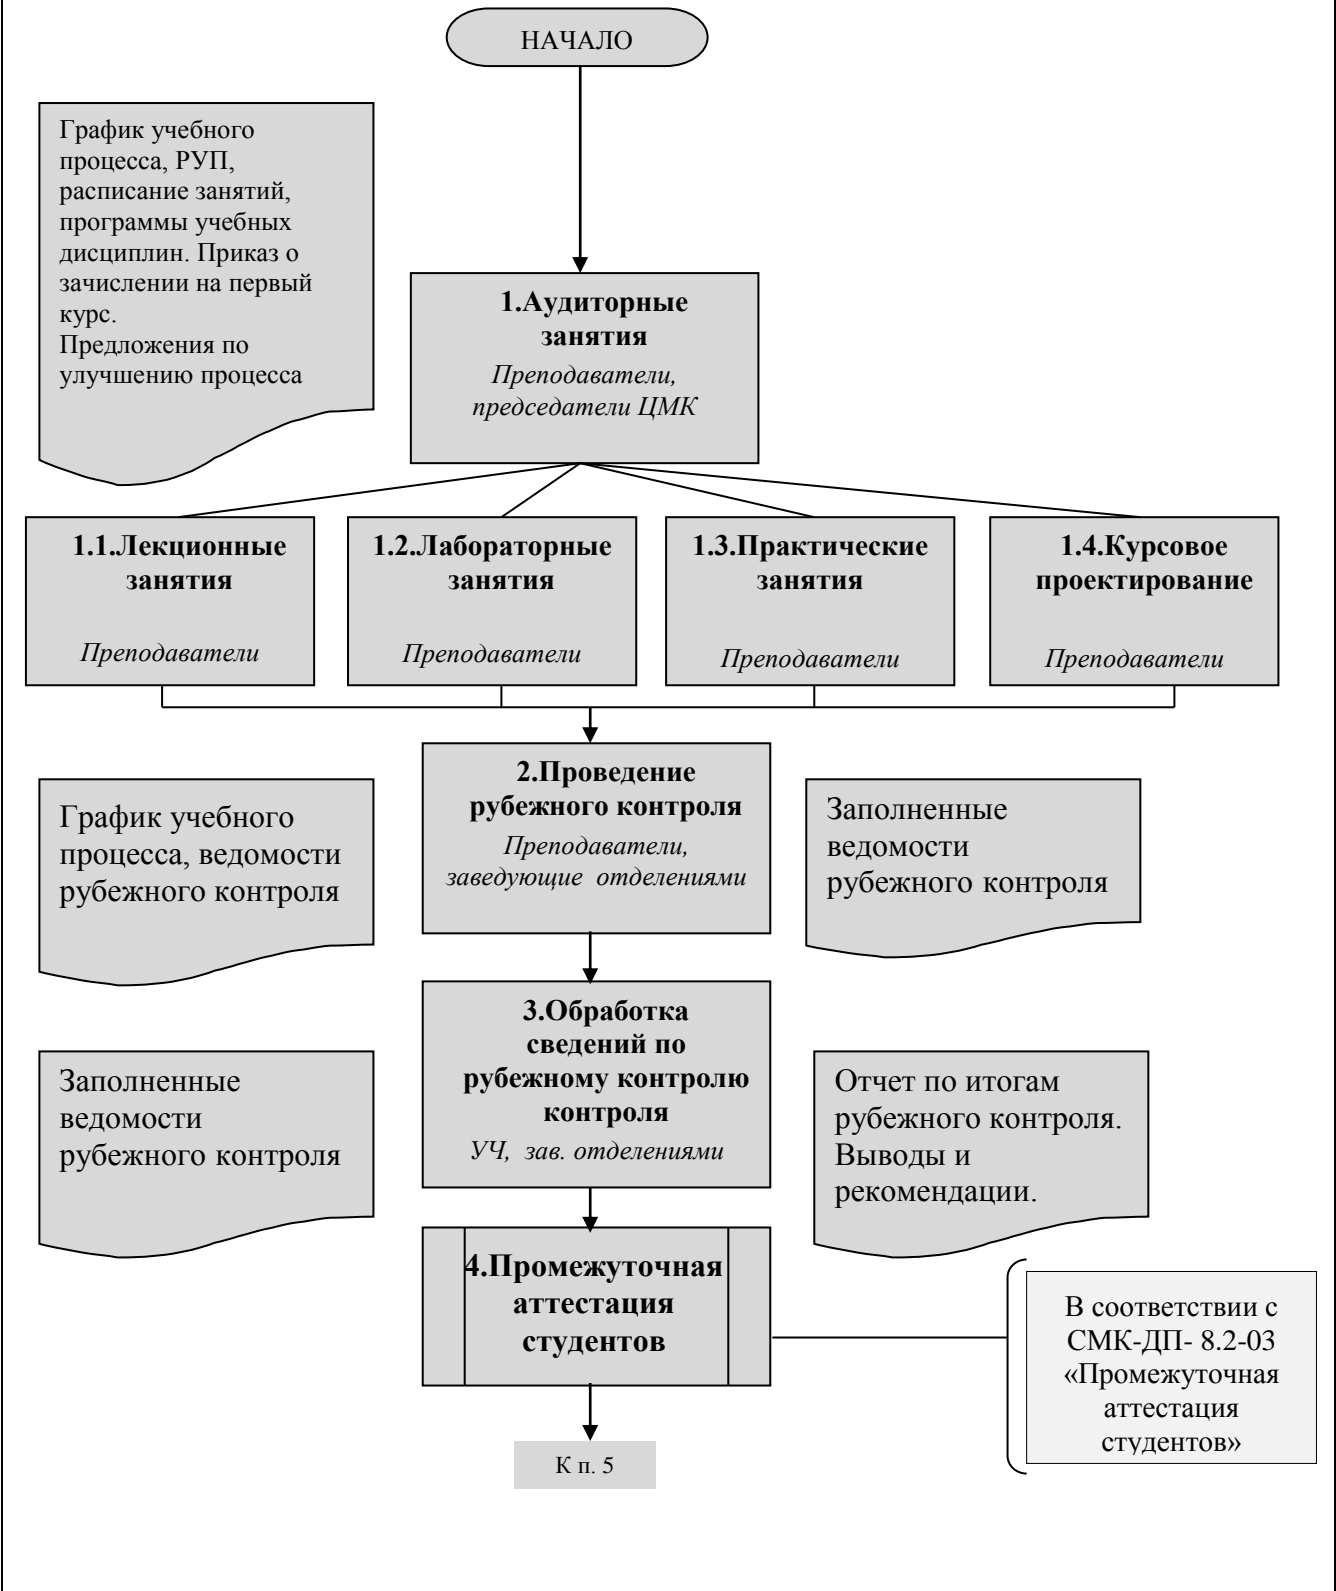 НАЧАЛО
График учебного
процесса, РУП,
расписание занятий,
программы учебных
дисциплин. Приказ о
зачислении на первый
курс.
Предложения по
улучшению процесса
1.Аудиторные
занятия
Преподаватели,
председатели ЦМК
1.1.Лекционные
занятия
Преподаватели
1.2.Лабораторные
занятия
Преподаватели
1.3.Практические
занятия
Преподаватели
1.4.Курсовое
проектирование
Преподаватели
График учебного
процесса, ведомости
рубежного контроля
2.Проведение
рубежного контроля
Преподаватели,
заведующие отделениями
Заполненные
ведомости
рубежного контроля
Заполненные
ведомости
рубежного контроля
3.Обработка
сведений по
рубежному контролю
контроля
УЧ, зав. отделениями
Отчет по итогам
рубежного контроля.
Выводы и
рекомендации.
4.Промежуточная
аттестация
студентов
В соответствии с
СМК-ДП- 8.2-03
«Промежуточная
аттестация
студентов»
К п. 5